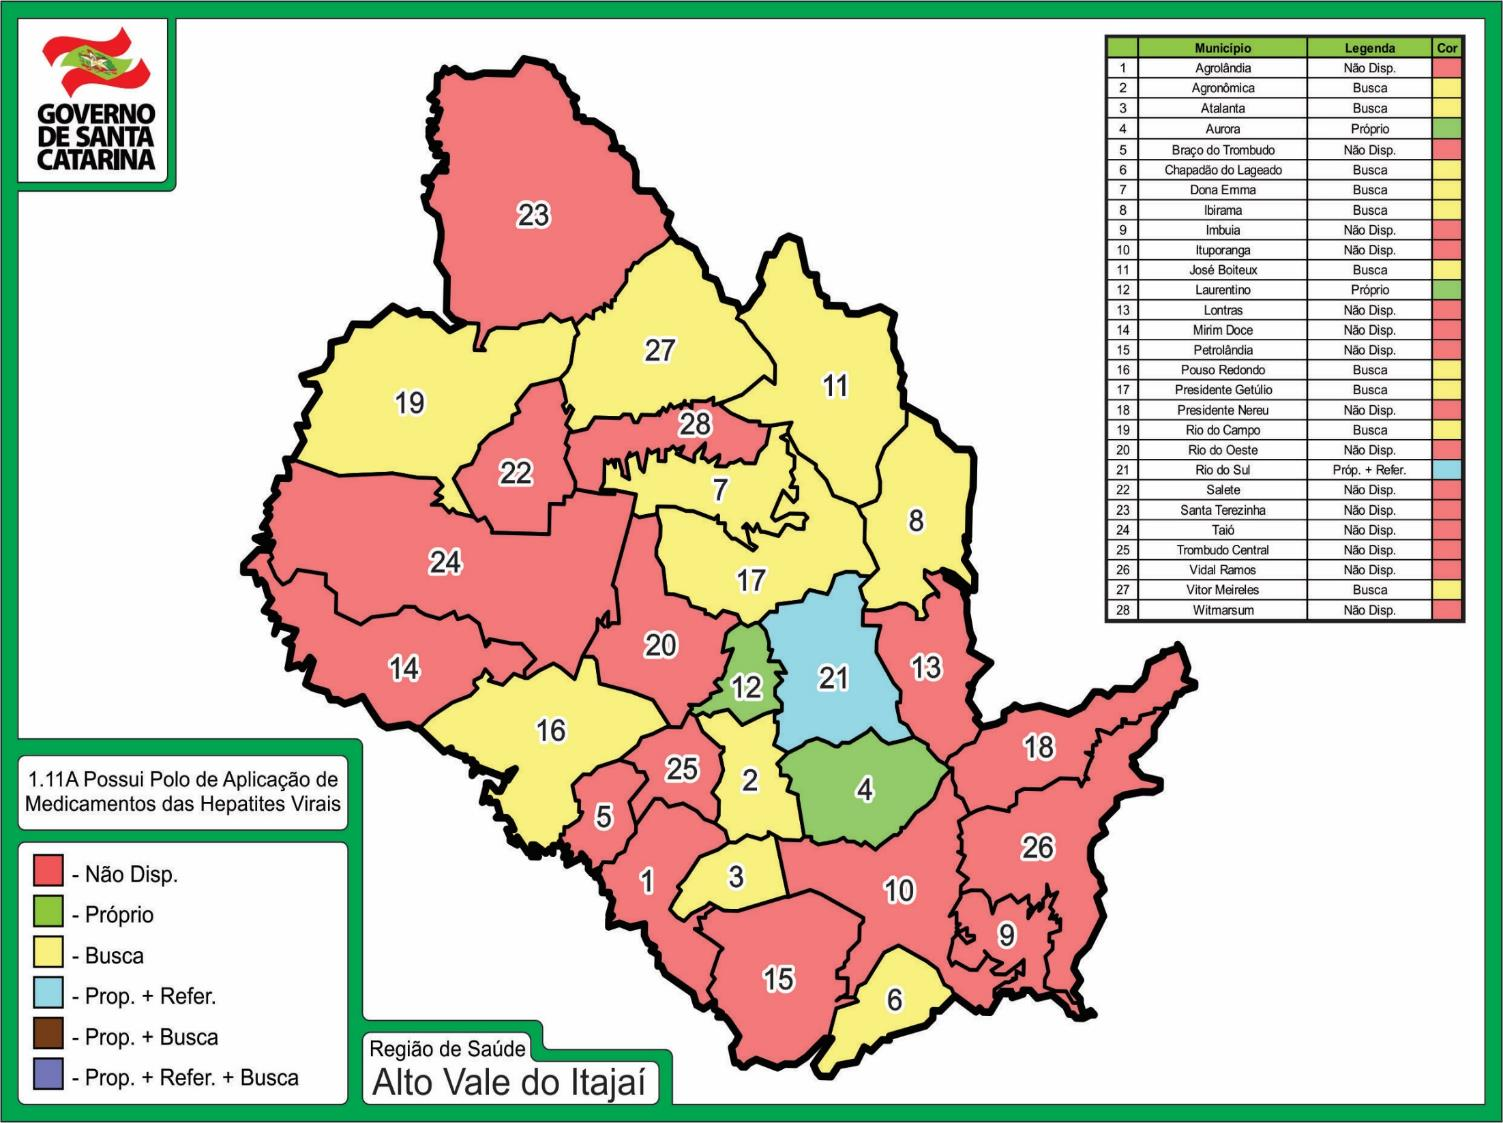 GOVERNO
DE SANTA
CATARINA
Município Legenda Cor
1 Agrolândia Não Disp.
2 Agronômica Busca
3 Atalanta Busca
4 Aurora Próprio
5 Braço do Trombudo Não Disp.
6 Chapadão do Lageado Busca
7 Dona Emma Busca
8 Ibirama Busca
9 Imbuia Não Disp.
10 Ituporanga Não Disp.
11 José Boiteux Busca
12 Laurentino Próprio
13 Lontras Não Disp.
14 Mirim Doce Não Disp.
15 Petrolândia Não Disp.
16 Pouso Redondo Busca
17 Presidente Getúlio Busca
18 Presidente Nereu Não Disp.
19 Rio do Campo Busca
20 Rio do Oeste Não Disp.
21 Rio do Sul Próp. + Refer.
22 Salete Não Disp.
23 Santa Terezinha Não Disp.
24 Taió Não Disp.
25 Trombudo Central Não Disp.
26 Vidal Ramos Não Disp.
27 Vitor Meireles Busca
28 Witmarsum Não Disp.
23
27
11
19
28
22
7
8
24
17
20
14
12
21
13
16
18
25
2
4
5
26
3
1
10
9
15
6
1.11A Possui Polo de Aplicação de
Medicamentos das Hepatites Virais
- Não Disp.
- Próprio
- Busca
- Prop. + Refer.
- Prop. + Busca
- Prop. + Refer. + Busca
Região de Saúde
Alto Vale do Itajaí